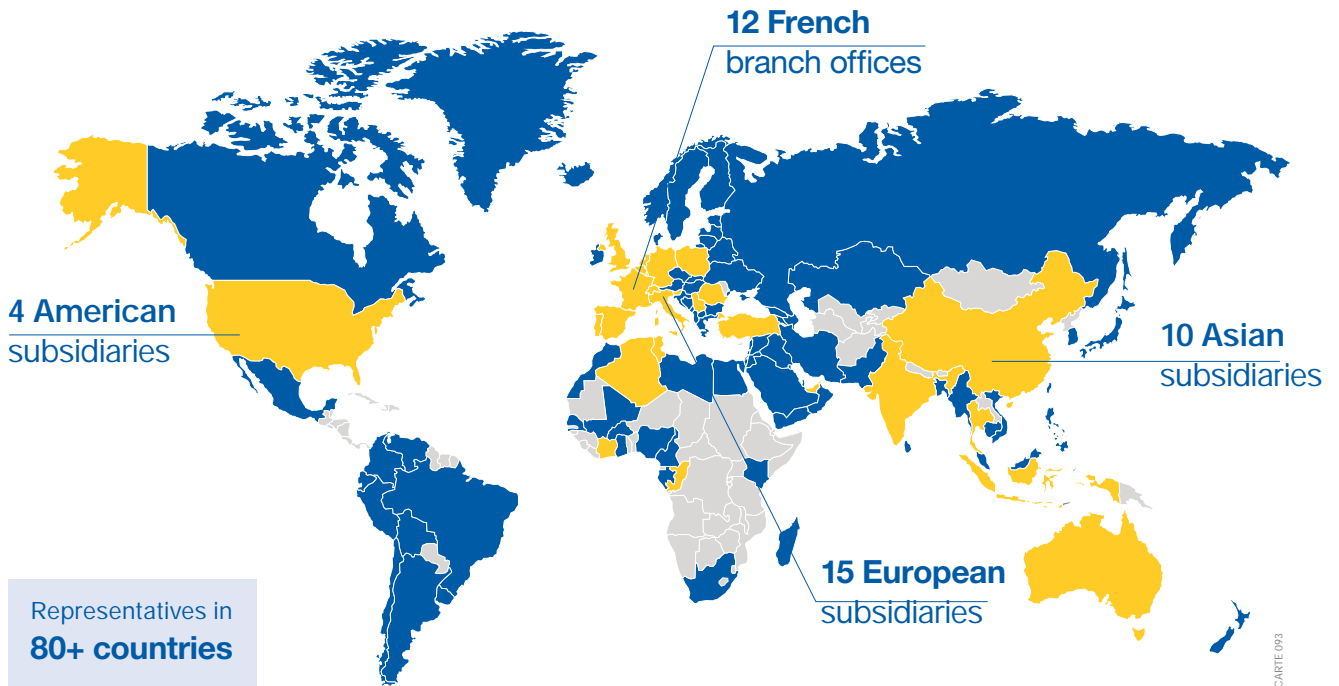 12 French
branch offices
4 American
subsidiaries
10 Asian
subsidiaries
15 European
subsidiaries
Representatives in
80+ countries
CARTE 093